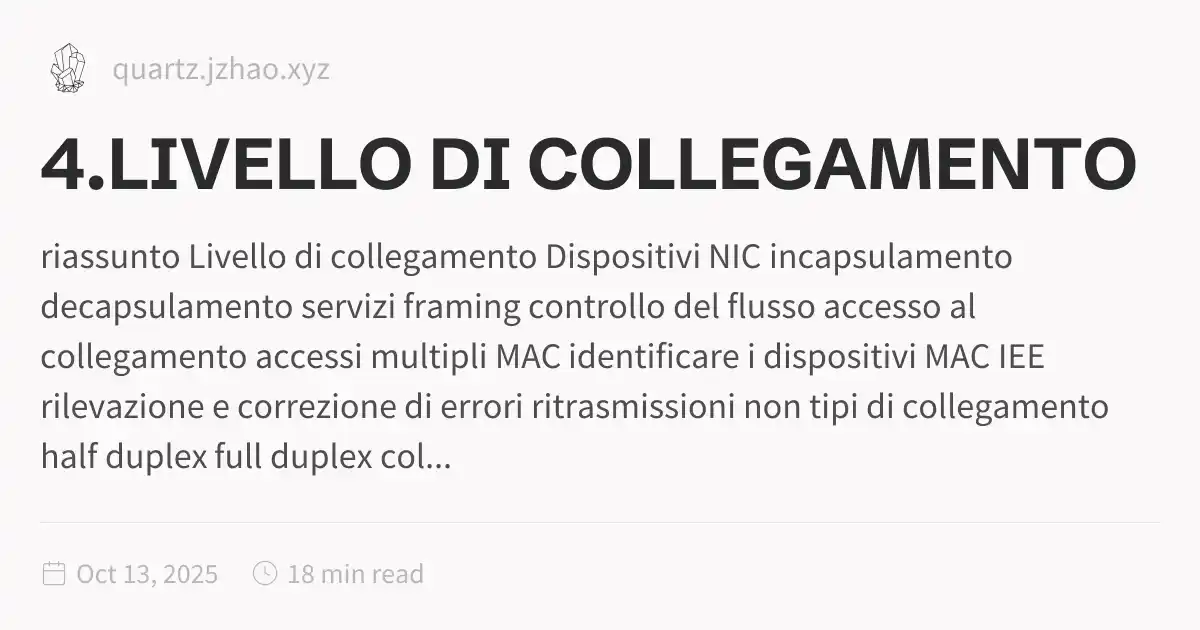 quartz.jzhao.xyz
4.LIVELLO DI COLLEGAMENTO
riassunto Livello di collegamento Dispositivi NIC incapsulamento
decapsulamento servizi framing controllo del flusso accesso al
collegamento accessi multipli MAC identificare i dispositivi MAC IEE
rilevazione e correzione di errori ritrasmissioni non tipi di collegamento
half duplex full duplex col...
Oct 13, 2025 18 min read